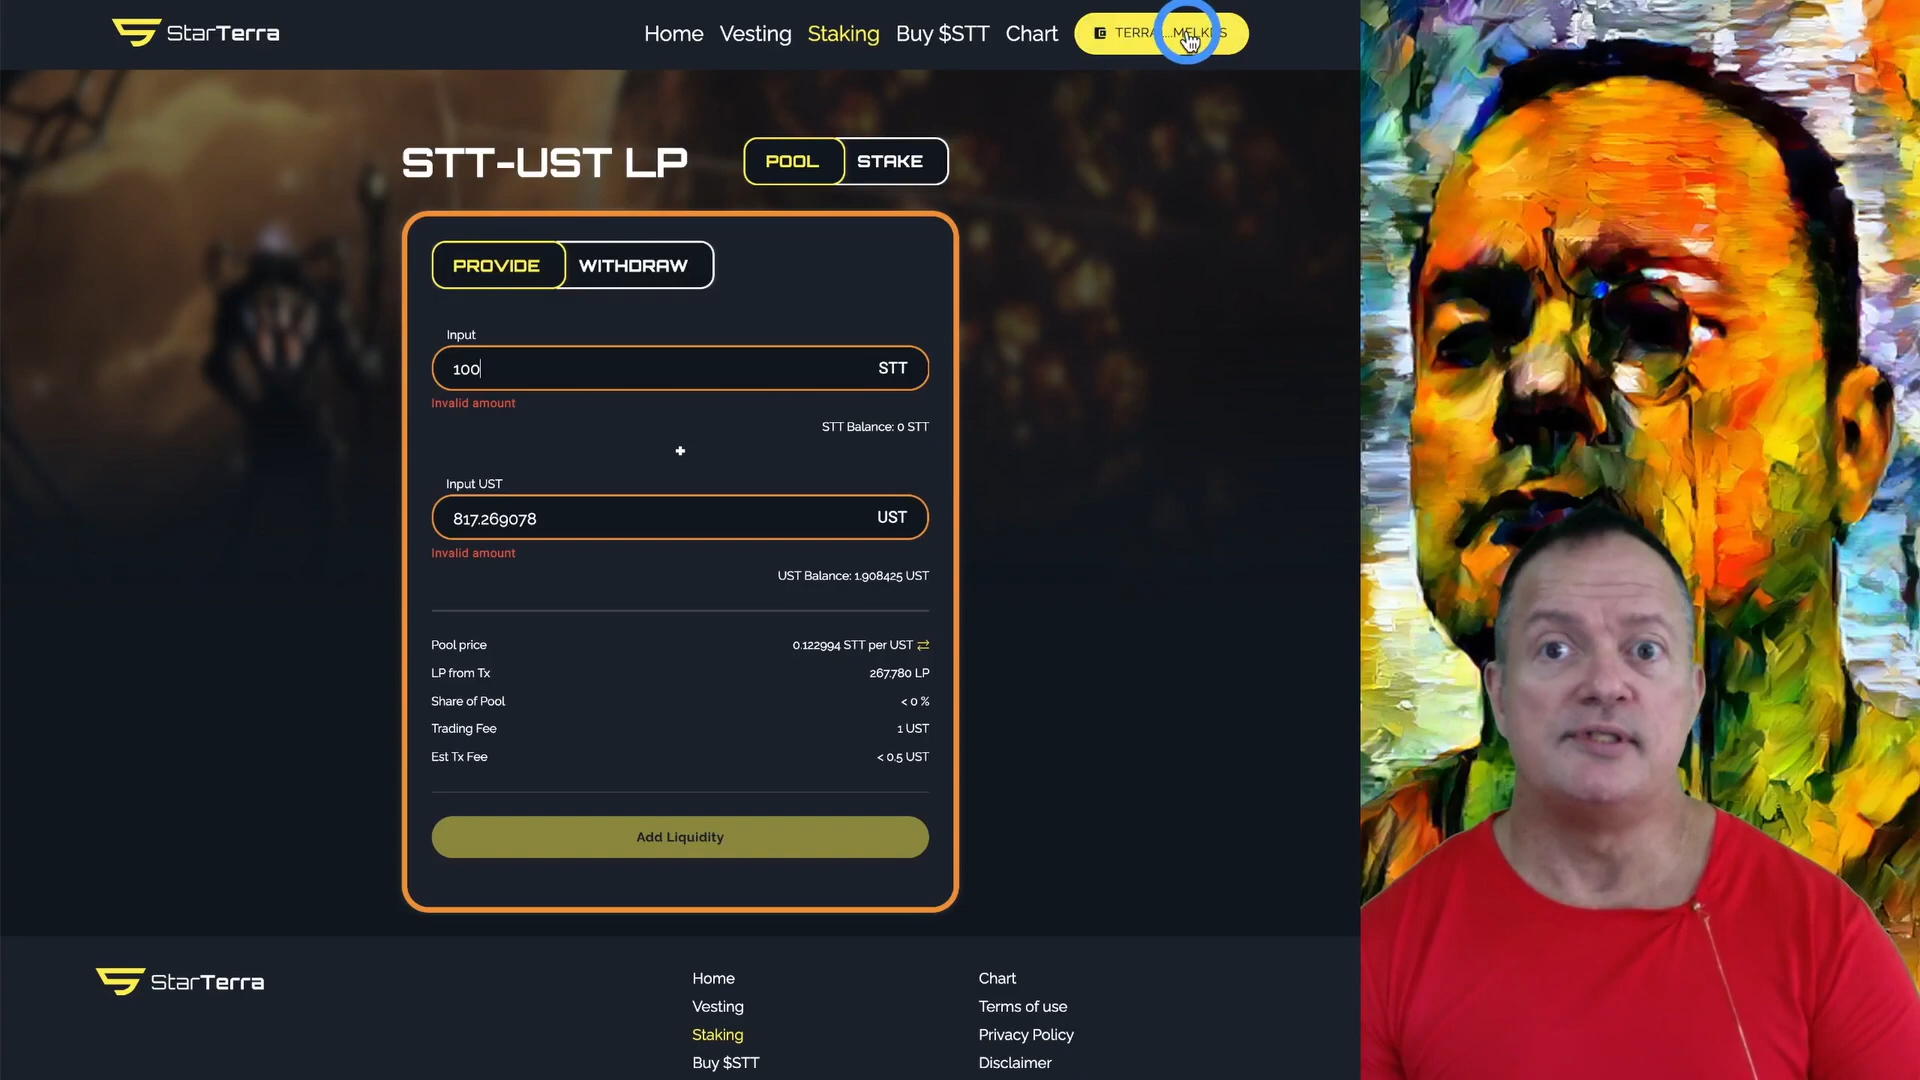 StarTerra
Home Vesting Staking Buy $STT Chart
STT-UST LP
POOL STAKE
PROVIDE WITHDRAW
Input
100 STT
Invalid amount
STT Balance: 0 STT
+
Input UST
817.269078 UST
Invalid amount
UST Balance: 1.908425 UST
Pool price 0.122994 STT per UST
LP from Tx 267.780 LP
Share of Pool < 0 %
Trading Fee 1 UST
Est Tx Fee < 0.5 UST
Add Liquidity
StarTerra
Home Chart
Vesting Terms of use
Staking Privacy Policy
Buy $STT Disclaimer